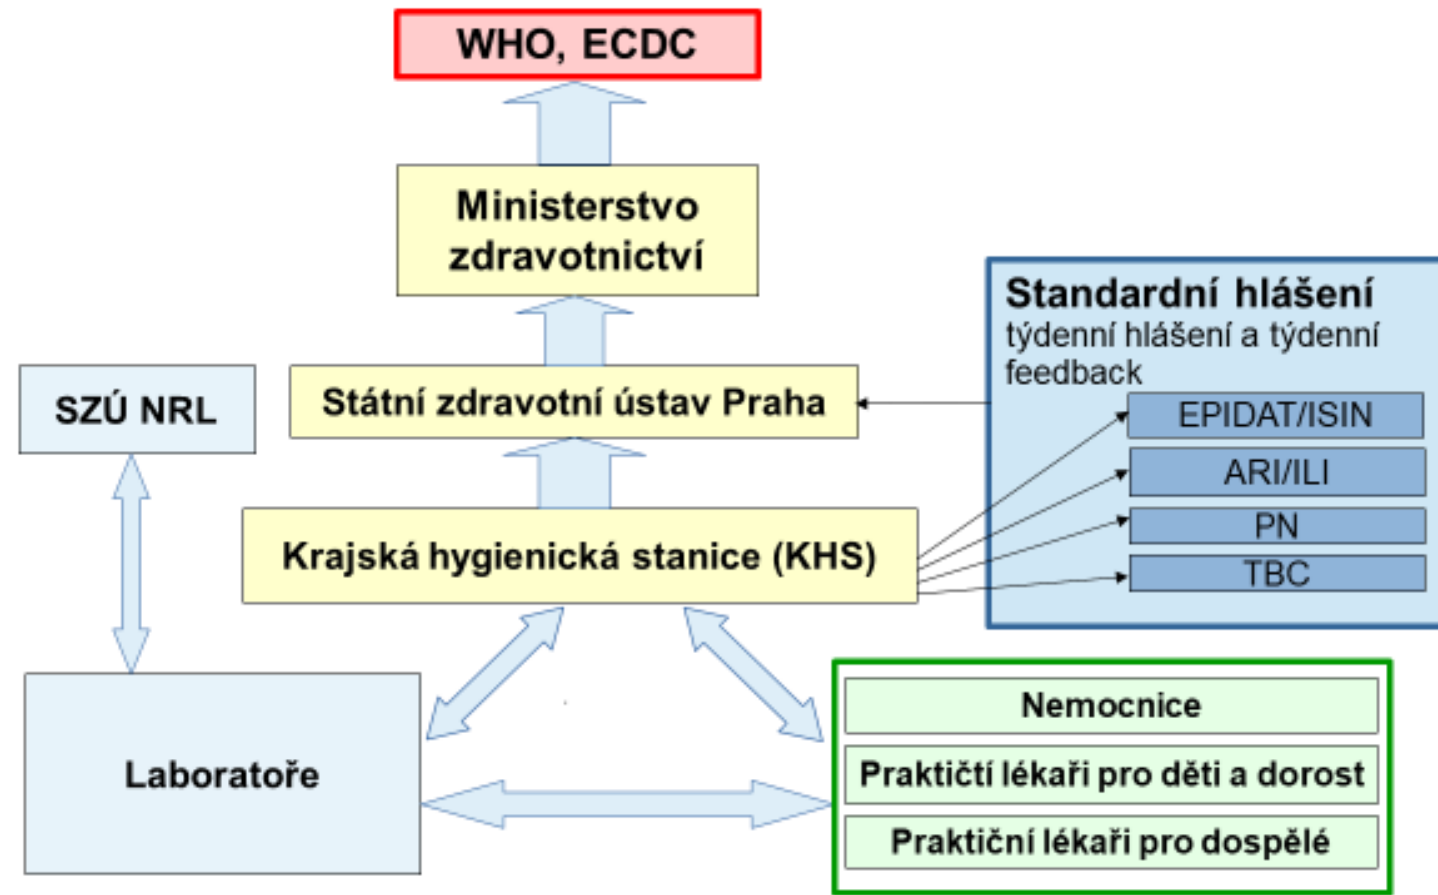 WHO, ECDC
Ministerstvo
zdravotnictví
Standardní hlášení
týdenní hlášení a týdenní
feedback
EPIDAT/ISIN
ARI/ILI
PN
TBC
SZÚ NRL
Státní zdravotní ústav Praha
Krajská hygienická stanice (KHS)
Laboratoře
Nemocnice
Praktičtí lékaři pro děti a dorost
Praktiční lékaři pro dospělé